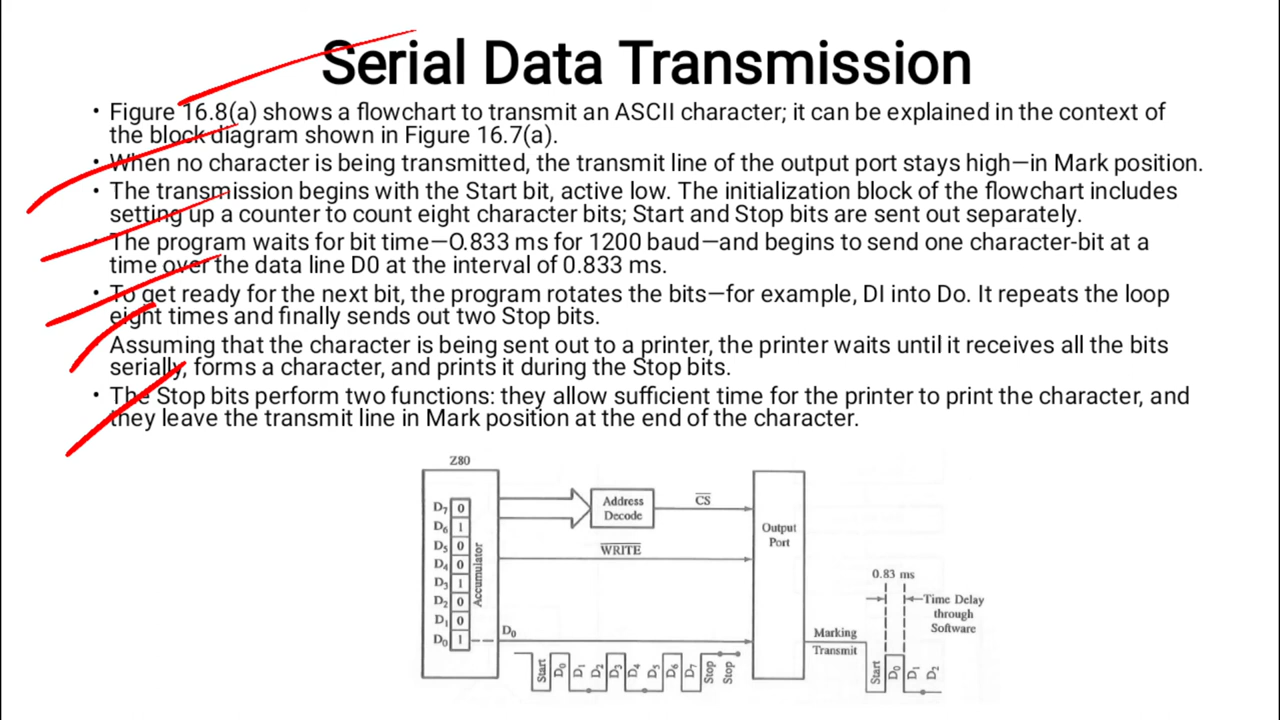 Serial Data Transmission
• Figure 16.8(a) shows a flowchart to transmit an ASCII character; it can be explained in the context of
the block diagram shown in Figure 16.7(a).
• When no character is being transmitted, the transmit line of the output port stays high—in Mark position.
• The transmission begins with the Start bit, active low. The initialization block of the flowchart includes
setting up a counter to count eight character bits; Start and Stop bits are sent out separately.
• The program waits for bit time—0.833 ms for 1200 baud—and begins to send one character-bit at a
time over the data line D0 at the interval of 0.833 ms.
• To get ready for the next bit, the program rotates the bits—for example, DI into Do. It repeats the loop
eight times and finally sends out two Stop bits.
Assuming that the character is being sent out to a printer, the printer waits until it receives all the bits
serially, forms a character, and prints it during the Stop bits.
• The Stop bits perform two functions: they allow sufficient time for the printer to print the character, and
they leave the transmit line in Mark position at the end of the character.
Z80
D7 0
D6 1
D5 0
D4 0
D3 1
D2 0
D1 0
D0 1
Accumulator
Address
Decode
CS
WRITE
D0
Output
Port
Start D0 D1 D2 D3 D4 D5 D6 D7 Stop Stop
0.83 ms
Time Delay
through
Software
Marking
Transmit
Start D0 D1 D2